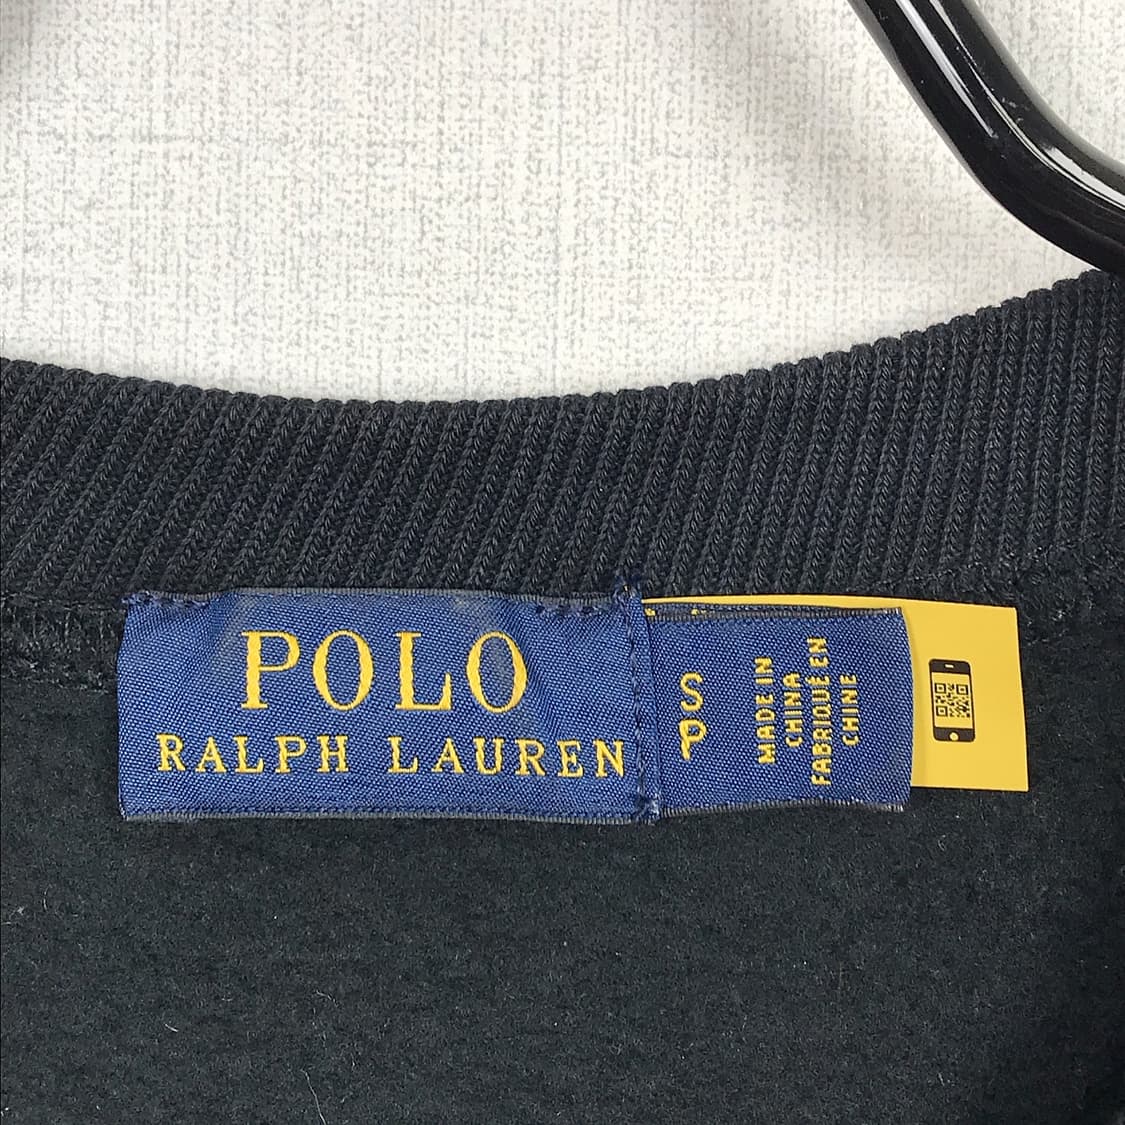 POLO
RALPH LAUREN
S
P
MADE IN
CHINA
FABRIQUÉ EN
CHINE